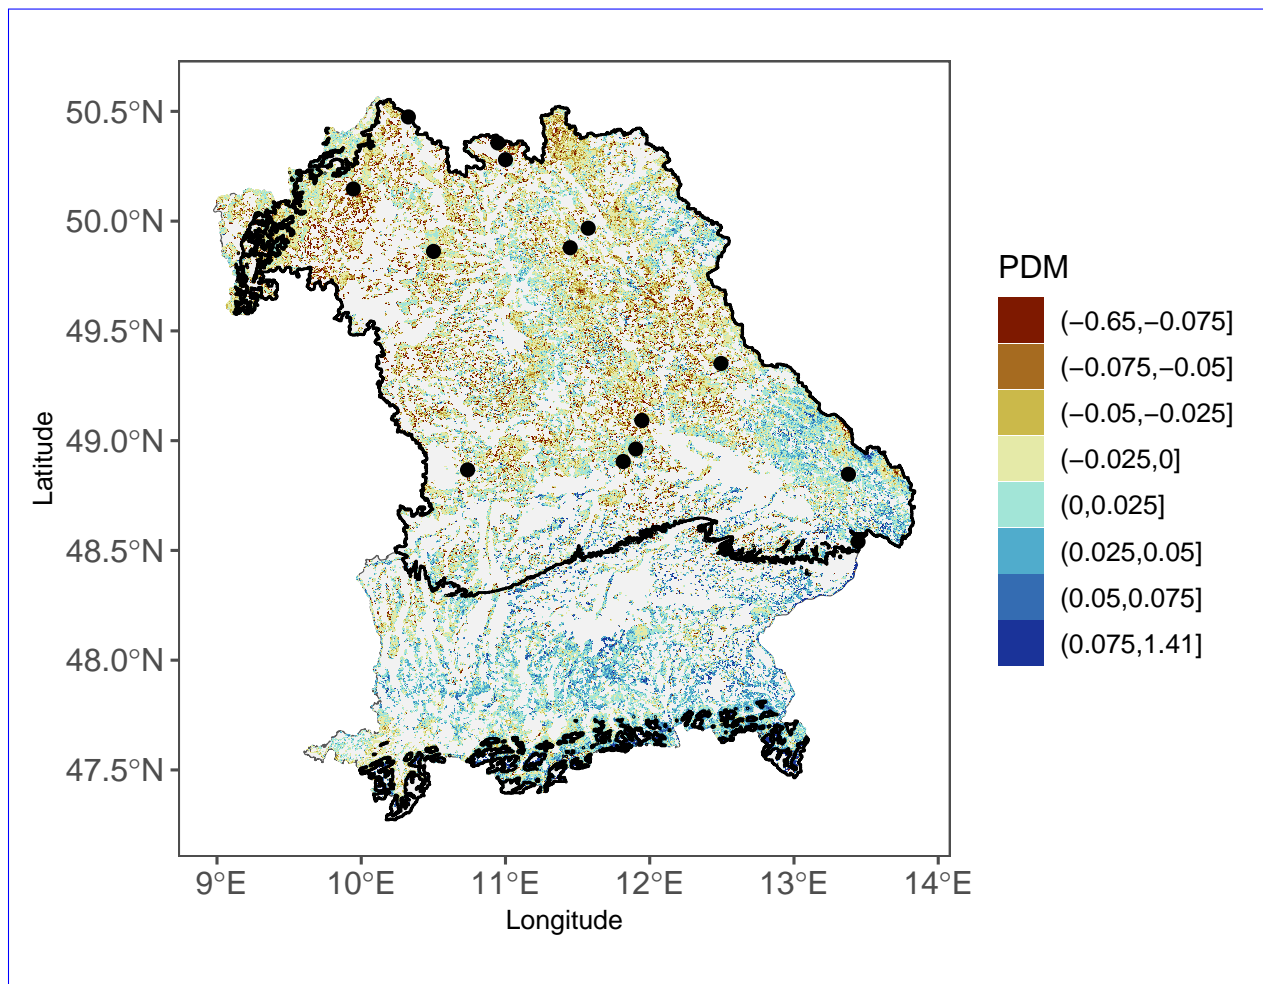 50.5°N
50.0°N
49.5°N
49.0°N
48.5°N
48.0°N
47.5°N
Latitude
9°E 10°E 11°E 12°E 13°E 14°E
Longitude
PDM
(−0.65,−0.075]
(−0.075,−0.05]
(−0.05,−0.025]
(−0.025,0]
(0,0.025]
(0.025,0.05]
(0.05,0.075]
(0.075,1.41]